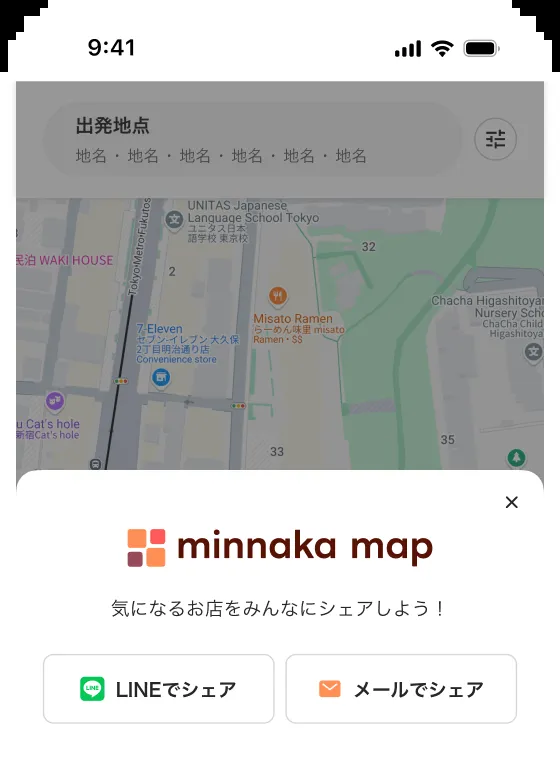 9:41
出発地点
地名・地名・地名・地名・地名・地名
UNITAS Japanese
Language School Tokyo
ユニタス日本
語学校 東京校
Tokyo Metro Fukutos
32
民泊 WAKI HOUSE
2
ChaCha Higashitoyam
Nursery Scho
ChaCha Child
Higashitoya
Misato Ramen
らーめん味里 misato
Ramen • $$
7-Eleven
セブン-イレブン 大久保
2丁目明治通り店
Convenience store
u Cat's hole
新宿Cat's hole
33
35
minnaka map
気になるお店をみんなにシェアしよう！
LINE
LINEでシェア
メールでシェア